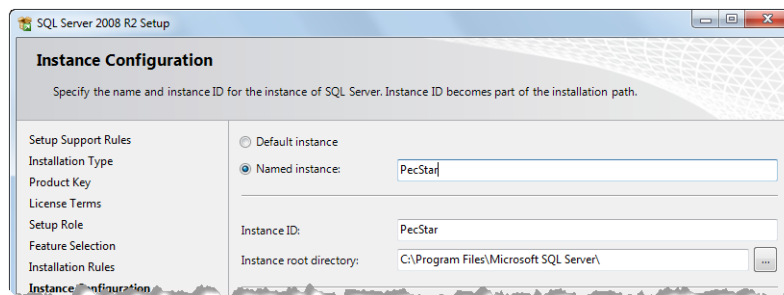 SQL Server 2008 R2 Setup
Instance Configuration
Specify the name and instance ID for the instance of SQL Server. Instance ID becomes part of the installation path.
Setup Support Rules
Installation Type
Product Key
License Terms
Setup Role
Feature Selection
Installation Rules
Instance Configuration
Default instance
Named instance: PecStar
Instance ID: PecStar
Instance root directory: C:\Program Files\Microsoft SQL Server\
...